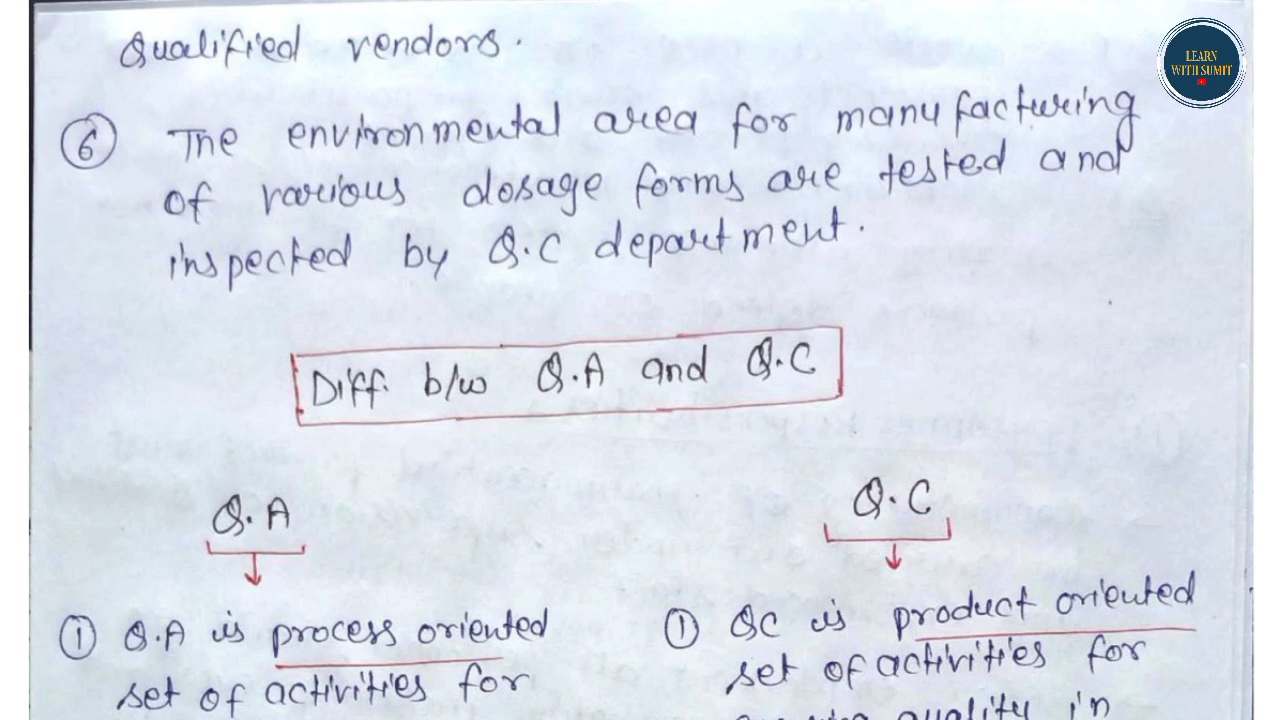 Qualified vendors.
LEARN
WITH SUMIT
⑥ The environmental area for manufacturing
of various dosage forms are tested and
inspected by Q.C department.
Diff. b/w Q.A and Q.C
Q.A
Q.C
① Q.A is process oriented
set of activities for
① QC is product oriented
set of activities for
quality in